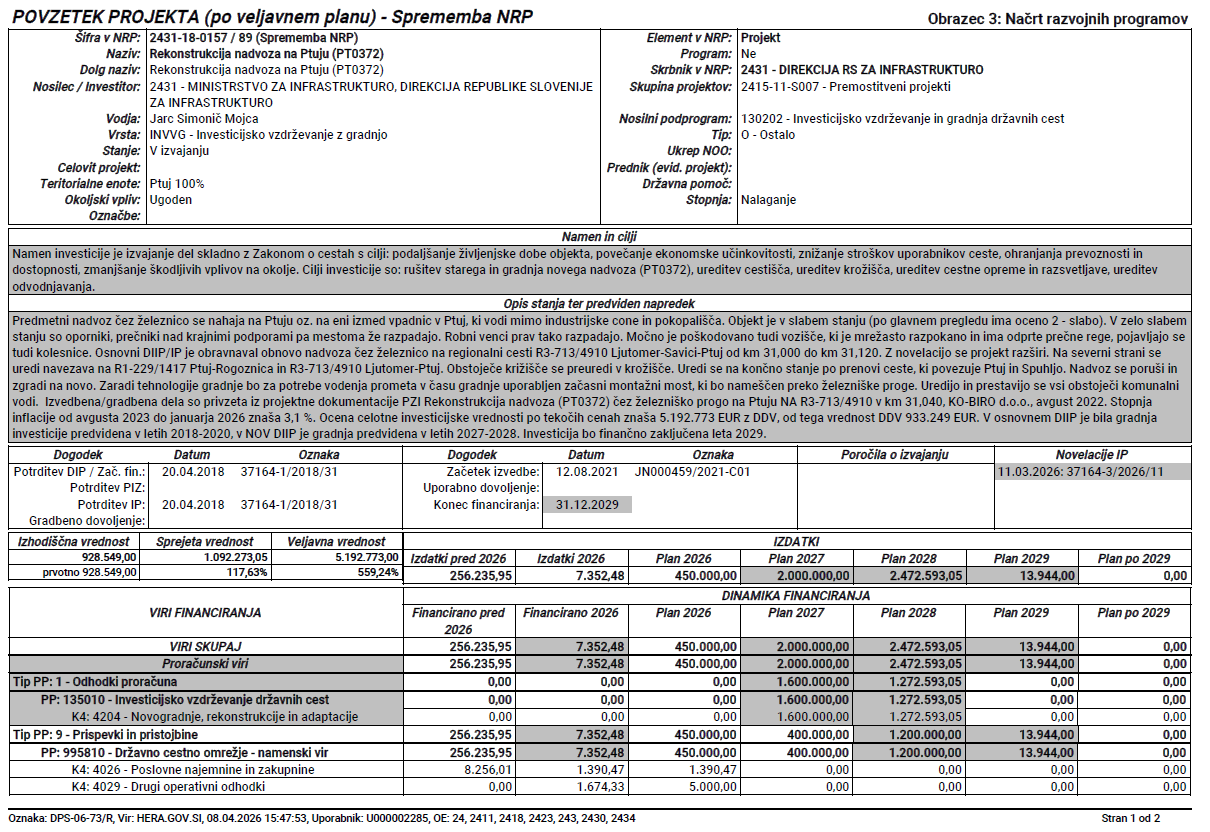 POVZETEK PROJEKTA (po veljavnem planu) - Sprememba NRP
Obrazec 3: Načrt razvojnih programov
Šifra v NRP: 2431-18-0157 / 89 (Sprememba NRP)
Naziv: Rekonstrukcija nadvoza na Ptuju (PT0372)
Dolg naziv: Rekonstrukcija nadvoza na Ptuju (PT0372)
Nosilec / Investitor: 2431 - MINISTRSTVO ZA INFRASTRUKTURO, DIREKCIJA REPUBLIKE SLOVENIJE
ZA INFRASTRUKTURO
Vodja: Jarc Simonič Mojca
Vrsta: INVVG - Investicijsko vzdrževanje z gradnjo
Stanje: V izvajanju
Celovit projekt:
Teritorialne enote: Ptuj 100%
Okoljski vpliv: Ugoden
Označbe:
Element v NRP: Projekt
Program: Ne
Skrbnik v NRP: 2431 - DIREKCIJA RS ZA INFRASTRUKTURO
Skupina projektov: 2415-11-S007 - Premostitveni projekti
Nosilni podprogram: 130202 - Investicijsko vzdrževanje in gradnja državnih cest
Tip: O - Ostalo
Ukrep NOO:
Prednik (evid. projekt):
Državna pomoč:
Stopnja: Nalaganje
Namen in cilji
Namen investicije je izvajanje del skladno z Zakonom o cestah s cilji: podaljšanje življenjske dobe objekta, povečanje ekonomske učinkovitosti, znižanje stroškov uporabnikov ceste, ohranjanja prevoznosti in
dostopnosti, zmanjšanje škodljivih vplivov na okolje. Cilji investicije so: rušitev starega in gradnja novega nadvoza (PT0372), ureditev cestišča, ureditev krožišča, ureditev cestne opreme in razsvetljave, ureditev
odvodnjavanja.
Opis stanja ter predviden napredek
Predmetni nadvoz čez železnico se nahaja na Ptuju oz. na eni izmed vpadnic v Ptuj, ki vodi mimo industrijske cone in pokopališča. Objekt je v slabem stanju (po glavnem pregledu ima oceno 2 - slabo). V zelo slabem
stanju so oporniki, prečniki nad krajnimi podporami pa mestoma že razpadajo. Robni venci prav tako razpadajo. Močno je poškodovano tudi vozišče, ki je mrežasto razpokano in ima odprte prečne rege, pojavljajo se
tudi kolesnice. Osnovni DIIP/IP je obravnaval obnovo nadvoza čez železnico na regionalni cesti R3-713/4910 Ljutomer-Savici-Ptuj od km 31,000 do km 31,120. Z novelacijo se projekt razširi. Na severni strani se
uredi navezava na R1-229/1417 Ptuj-Rogoznica in R3-713/4910 Ljutomer-Ptuj. Obstoječe križišče se preuredi v krožišče. Uredi se na končno stanje po prenovi ceste, ki povezuje Ptuj in Spuhljo. Nadvoz se poruši in
zgradi na novo. Zaradi tehnologije gradnje bo za potrebe vodenja prometa v času gradnje uporabljen začasni montažni most, ki bo nameščen preko železniške proge. Uredijo in prestavijo se vsi obstoječi komunalni
vodi. Izvedbena/gradbena dela so privzeta iz projektne dokumentacije PZI Rekonstrukcija nadvoza (PT0372) čez železniško progo na Ptuju NA R3-713/4910 v km 31,040, KO-BIRO d.o.o., avgust 2022. Stopnja
inflacije od avgusta 2023 do januarja 2026 znaša 3,1 %. Ocena celotne investicijske vrednosti po tekočih cenah znaša 5.192.773 EUR z DDV, od tega vrednost DDV 933.249 EUR. V osnovnem DIIP je bila gradnja
investicije predvidena v letih 2018-2020, v NOV DIIP je gradnja predvidena v letih 2027-2028. Investicija bo finančno zaključena leta 2029.
Dogodek Datum Oznaka Dogodek Datum Oznaka Poročila o izvajanju Novelacije IP
Potrditev DIP / Zač. fin.: 20.04.2018 37164-1/2018/31 Začetek izvedbe: 12.08.2021 JN000459/2021-C01 11.03.2026: 37164-3/2026/11
Potrditev PIZ: Uporabno dovoljenje:
Potrditev IP: 20.04.2018 37164-1/2018/31 Konec financiranja: 31.12.2029
Gradbeno dovoljenje:
Izhodiščna vrednost Sprejeta vrednost Veljavna vrednost IZDATKI
928.549,00 1.092.273,05 5.192.773,00 Izdatki pred 2026 Izdatki 2026 Plan 2026 Plan 2027 Plan 2028 Plan 2029 Plan po 2029
prvotno 928.549,00 117,63% 559,24% 256.235,95 7.352,48 450.000,00 2.000.000,00 2.472.593,05 13.944,00 0,00
VIRI FINANCIRANJA DINAMIKA FINANCIRANJA
Financirano pred 2026 Financirano 2026 Plan 2026 Plan 2027 Plan 2028 Plan 2029 Plan po 2029
VIRI SKUPAJ 256.235,95 7.352,48 450.000,00 2.000.000,00 2.472.593,05 13.944,00 0,00
Proračunski viri 256.235,95 7.352,48 450.000,00 2.000.000,00 2.472.593,05 13.944,00 0,00
Tip PP: 1 - Odhodki proračuna 0,00 0,00 0,00 1.600.000,00 1.272.593,05 0,00 0,00
PP: 135010 - Investicijsko vzdrževanje državnih cest 0,00 0,00 0,00 1.600.000,00 1.272.593,05 0,00 0,00
K4: 4204 - Novogradnje, rekonstrukcije in adaptacije 0,00 0,00 0,00 1.600.000,00 1.272.593,05 0,00 0,00
Tip PP: 9 - Prispevki in pristojbine 256.235,95 7.352,48 450.000,00 400.000,00 1.200.000,00 13.944,00 0,00
PP: 995810 - Državno cestno omrežje - namenski vir 256.235,95 7.352,48 450.000,00 400.000,00 1.200.000,00 13.944,00 0,00
K4: 4026 - Poslovne najemnine in zakupnine 8.256,01 1.390,47 1.390,47 0,00 0,00 0,00 0,00
K4: 4029 - Drugi operativni odhodki 0,00 1.674,33 5.000,00 0,00 0,00 0,00 0,00
Oznaka: DPS-06-73/R, Vir: HERA.GOV.SI, 08.04.2026 15:47:53, Uporabnik: U000002285, OE: 24, 2411, 2418, 2423, 243, 2430, 2434
Stran 1 od 2